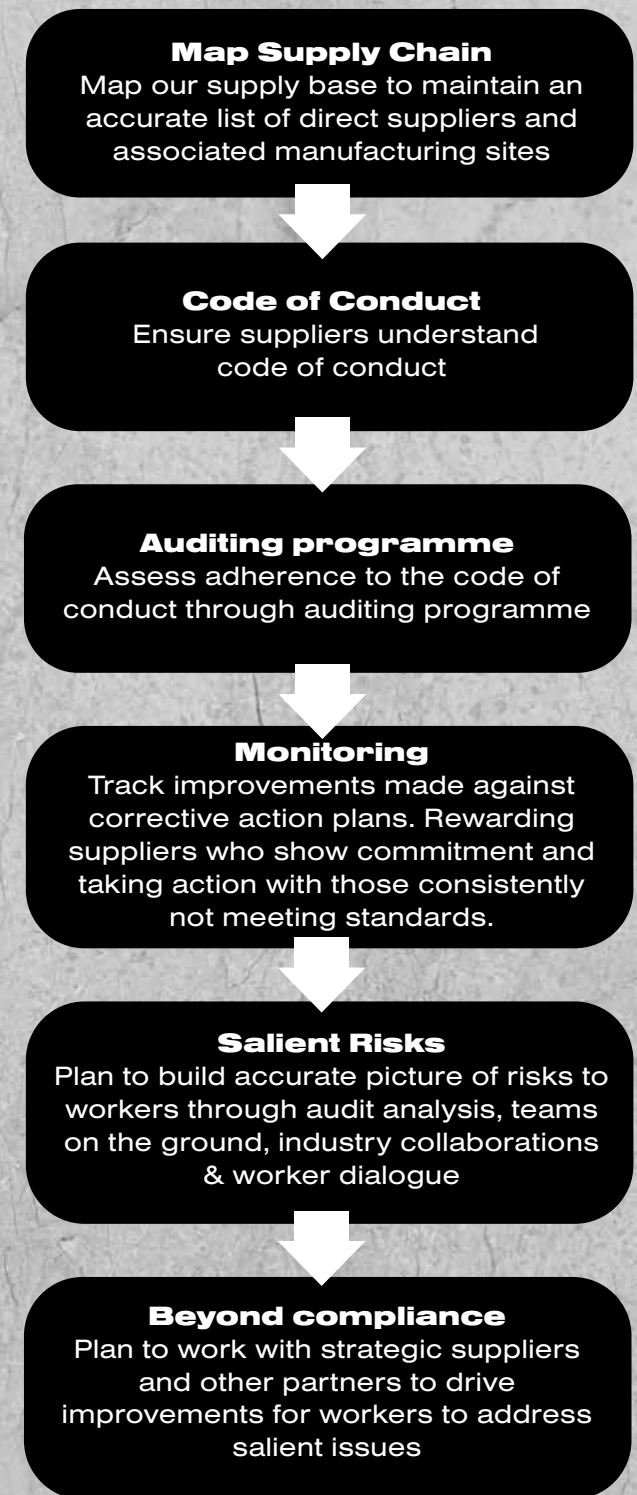 Map Supply Chain
Map our supply base to maintain an
accurate list of direct suppliers and
associated manufacturing sites
Code of Conduct
Ensure suppliers understand
code of conduct
Auditing programme
Assess adherence to the code of
conduct through auditing programme
Monitoring
Track improvements made against
corrective action plans. Rewarding
suppliers who show commitment and
taking action with those consistently
not meeting standards.
Salient Risks
Plan to build accurate picture of risks to
workers through audit analysis, teams
on the ground, industry collaborations
& worker dialogue
Beyond compliance
Plan to work with strategic suppliers
and other partners to drive
improvements for workers to address
salient issues